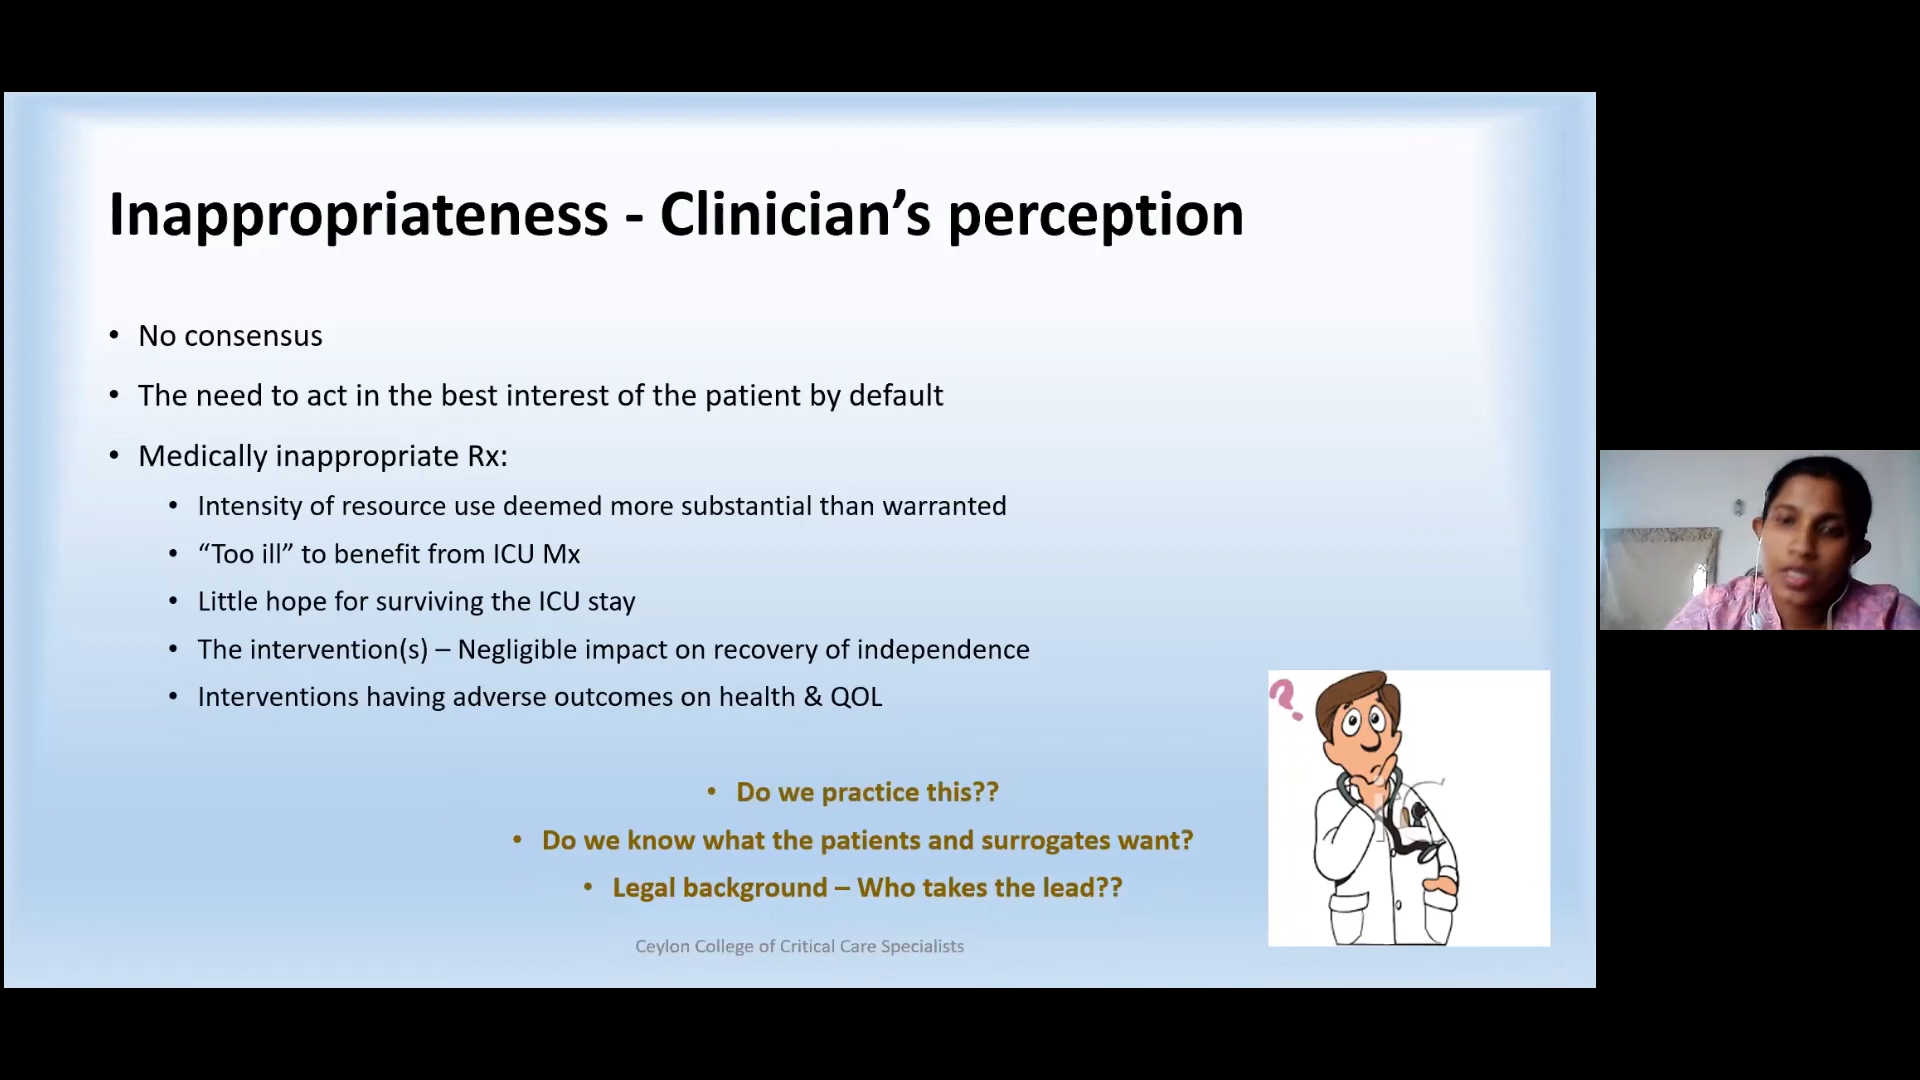 Inappropriateness - Clinician’s perception
• No consensus
• The need to act in the best interest of the patient by default
• Medically inappropriate Rx:
• Intensity of resource use deemed more substantial than warranted
• “Too ill” to benefit from ICU Mx
• Little hope for surviving the ICU stay
• The intervention(s) – Negligible impact on recovery of independence
• Interventions having adverse outcomes on health & QOL
?
• Do we practice this??
• Do we know what the patients and surrogates want?
• Legal background – Who takes the lead??
Ceylon College of Critical Care Specialists